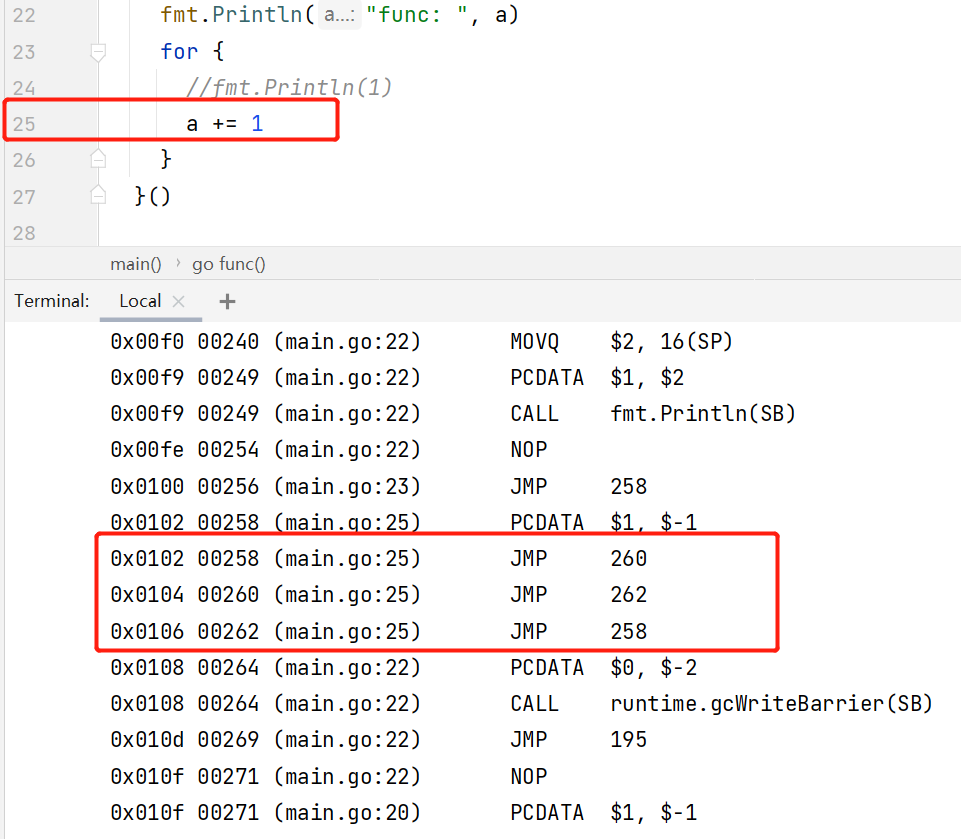 22 fmt.Println( a...: "func: ", a)
23 for {
24 //fmt.Println(1)
25 a += 1
26 }
27 }()
28
main() › go func()
Terminal: Local × +
0x00f0 00240 (main.go:22) MOVQ $2, 16(SP)
0x00f9 00249 (main.go:22) PCDATA $1, $2
0x00f9 00249 (main.go:22) CALL fmt.Println(SB)
0x00fe 00254 (main.go:22) NOP
0x0100 00256 (main.go:23) JMP 258
0x0102 00258 (main.go:25) PCDATA $1, $-1
0x0102 00258 (main.go:25) JMP 260
0x0104 00260 (main.go:25) JMP 262
0x0106 00262 (main.go:25) JMP 258
0x0108 00264 (main.go:22) PCDATA $0, $-2
0x0108 00264 (main.go:22) CALL runtime.gcWriteBarrier(SB)
0x010d 00269 (main.go:22) JMP 195
0x010f 00271 (main.go:22) NOP
0x010f 00271 (main.go:20) PCDATA $1, $-1